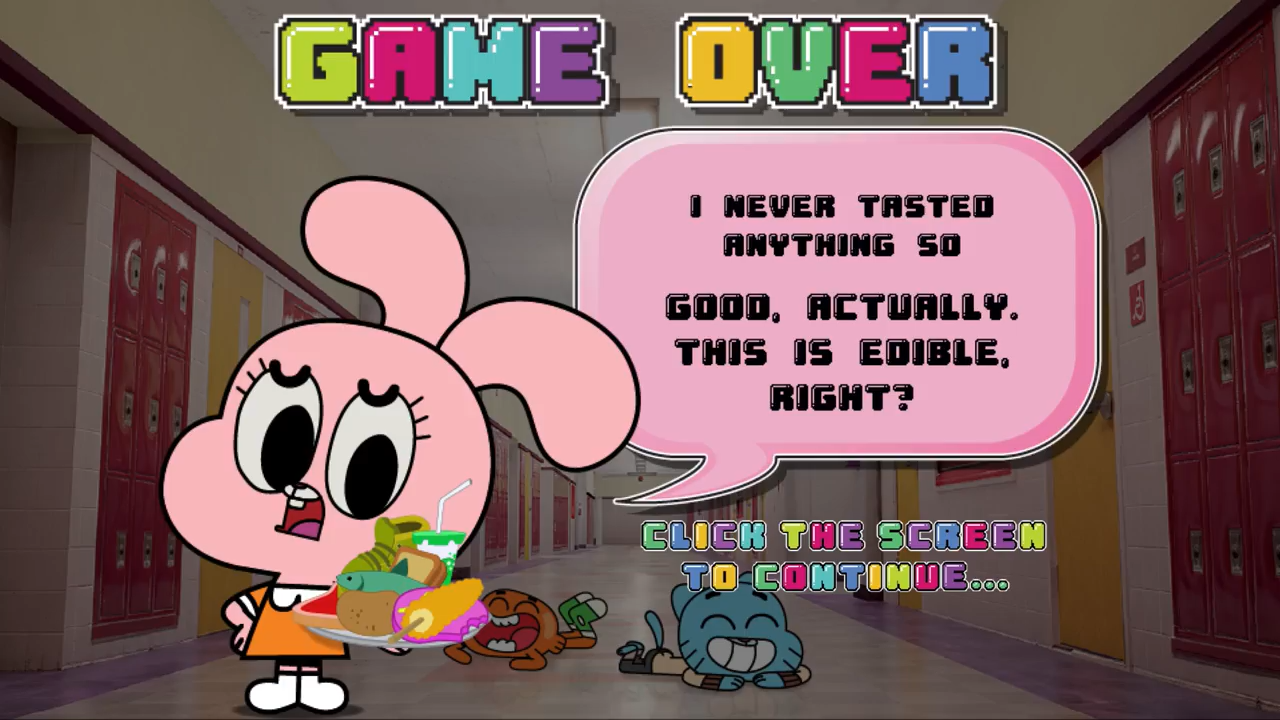 GAME OVER
I NEVER TASTED
ANYTHING SO
GOOD, ACTUALLY.
THIS IS EDIBLE,
RIGHT?
CLICK THE SCREEN
TO CONTINUE...